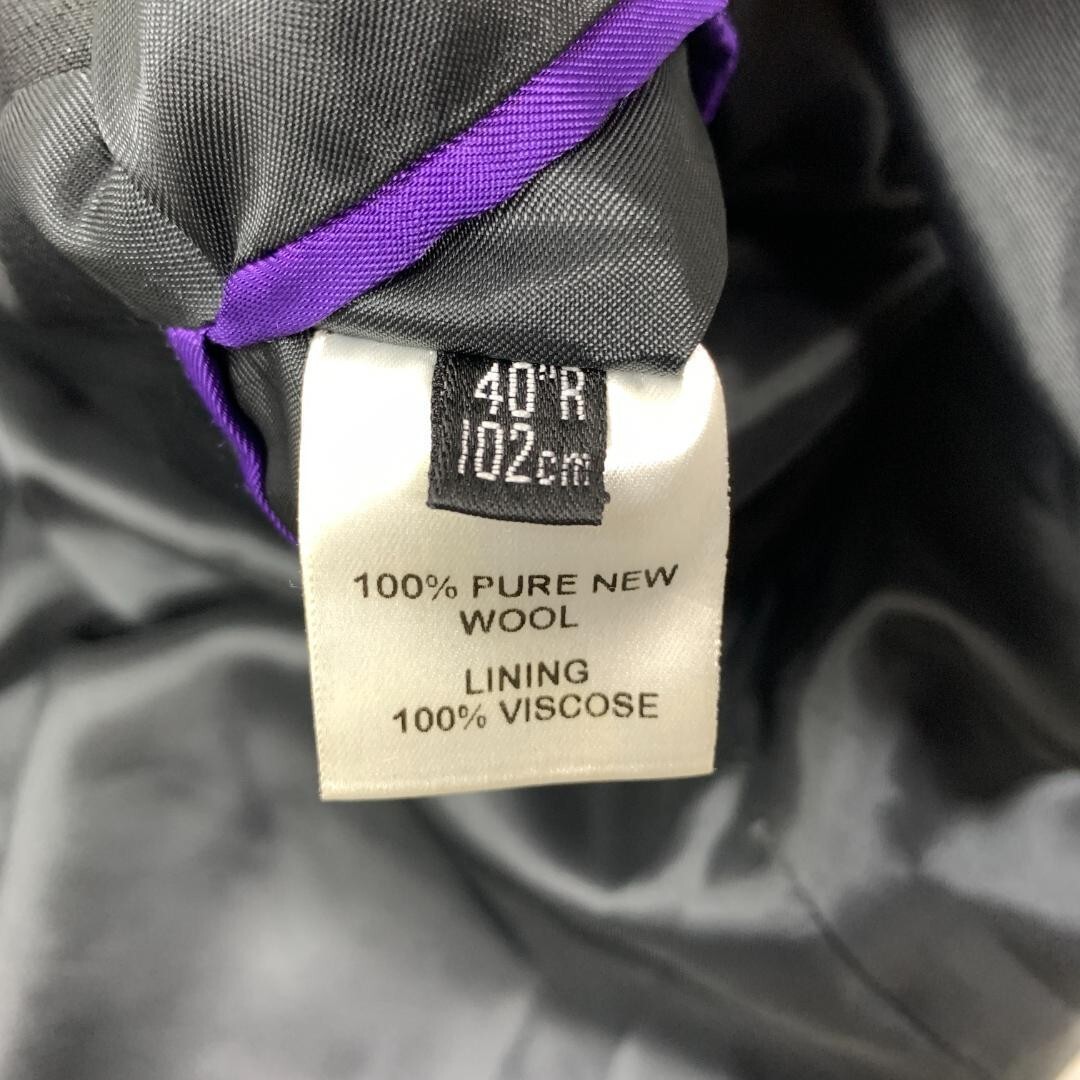 40"R
102cm
100% PURE NEW
WOOL
LINING
100% VISCOSE